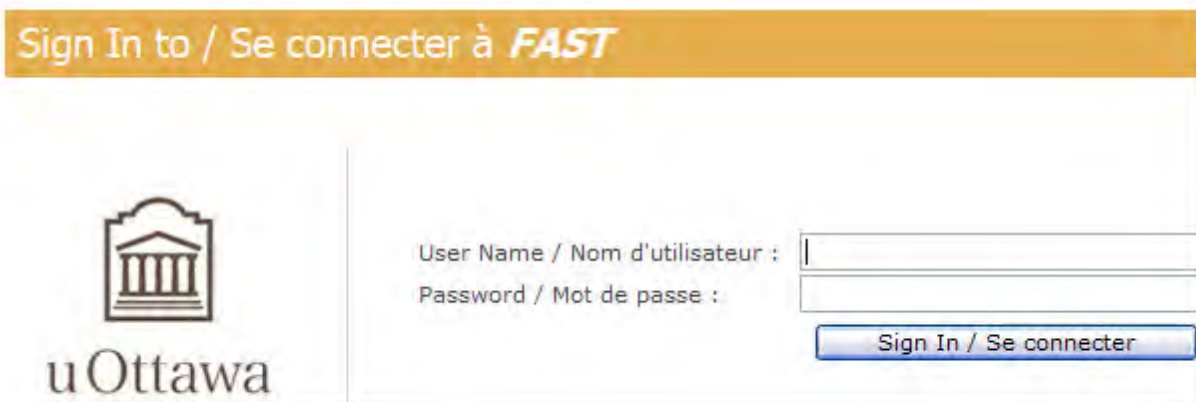 Sign In to / Se connecter à FAST
User Name / Nom d'utilisateur :
Password / Mot de passe :
Sign In / Se connecter
uOttawa